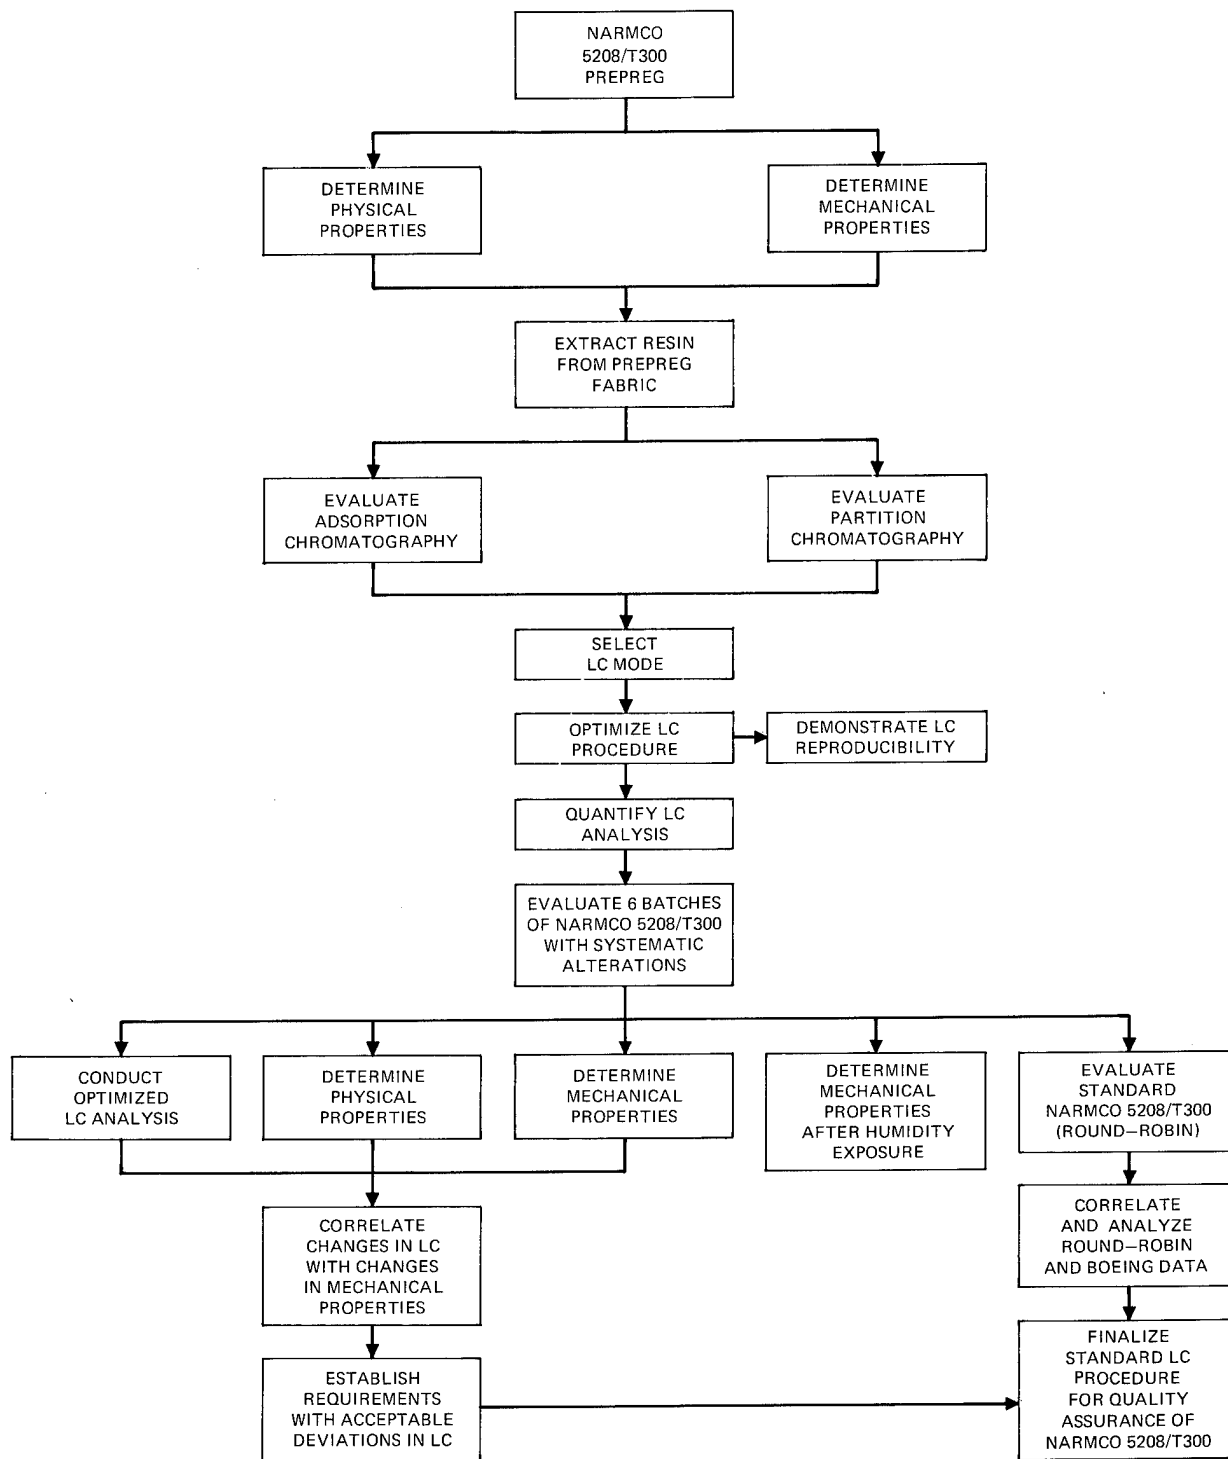 NARMCO
5208/T300
PREPREG
DETERMINE
PHYSICAL
PROPERTIES
DETERMINE
MECHANICAL
PROPERTIES
EXTRACT RESIN
FROM PREPREG
FABRIC
EVALUATE
ADSORPTION
CHROMATOGRAPHY
EVALUATE
PARTITION
CHROMATOGRAPHY
SELECT
LC MODE
OPTIMIZE LC
PROCEDURE
DEMONSTRATE LC
REPRODUCIBILITY
QUANTIFY LC
ANALYSIS
EVALUATE 6 BATCHES
OF NARMCO 5208/T300
WITH SYSTEMATIC
ALTERATIONS
CONDUCT
OPTIMIZED
LC ANALYSIS
DETERMINE
PHYSICAL
PROPERTIES
DETERMINE
MECHANICAL
PROPERTIES
DETERMINE
MECHANICAL
PROPERTIES
AFTER HUMIDITY
EXPOSURE
EVALUATE
STANDARD
NARMCO 5208/T300
(ROUND–ROBIN)
CORRELATE
CHANGES IN LC
WITH CHANGES
IN MECHANICAL
PROPERTIES
CORRELATE
AND ANALYZE
ROUND–ROBIN
AND BOEING DATA
ESTABLISH
REQUIREMENTS
WITH ACCEPTABLE
DEVIATIONS IN LC
FINALIZE
STANDARD LC
PROCEDURE
FOR QUALITY
ASSURANCE OF
NARMCO 5208/T300